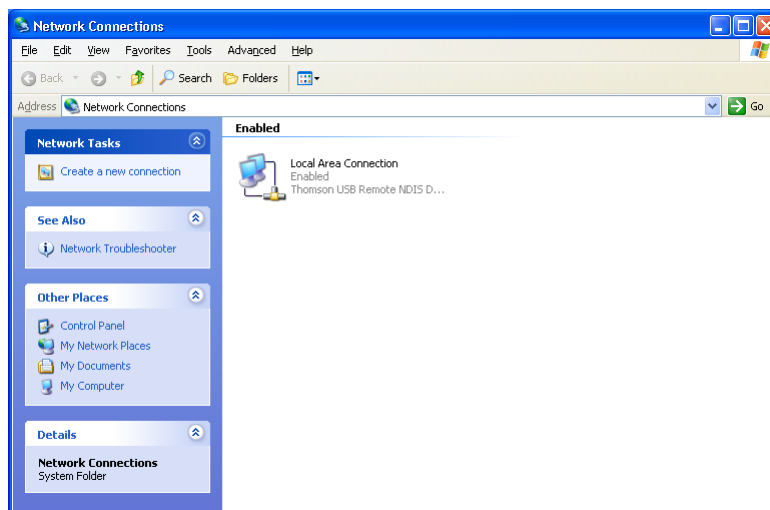 Network Connections
File Edit View Favorites Tools Advanced Help
Back Search Folders
Address Network Connections Go
Network Tasks
Create a new connection
See Also
Network Troubleshooter
Other Places
Control Panel
My Network Places
My Documents
My Computer
Details
Network Connections
System Folder
Enabled
Local Area Connection
Enabled
Thomson USB Remote NDIS D...